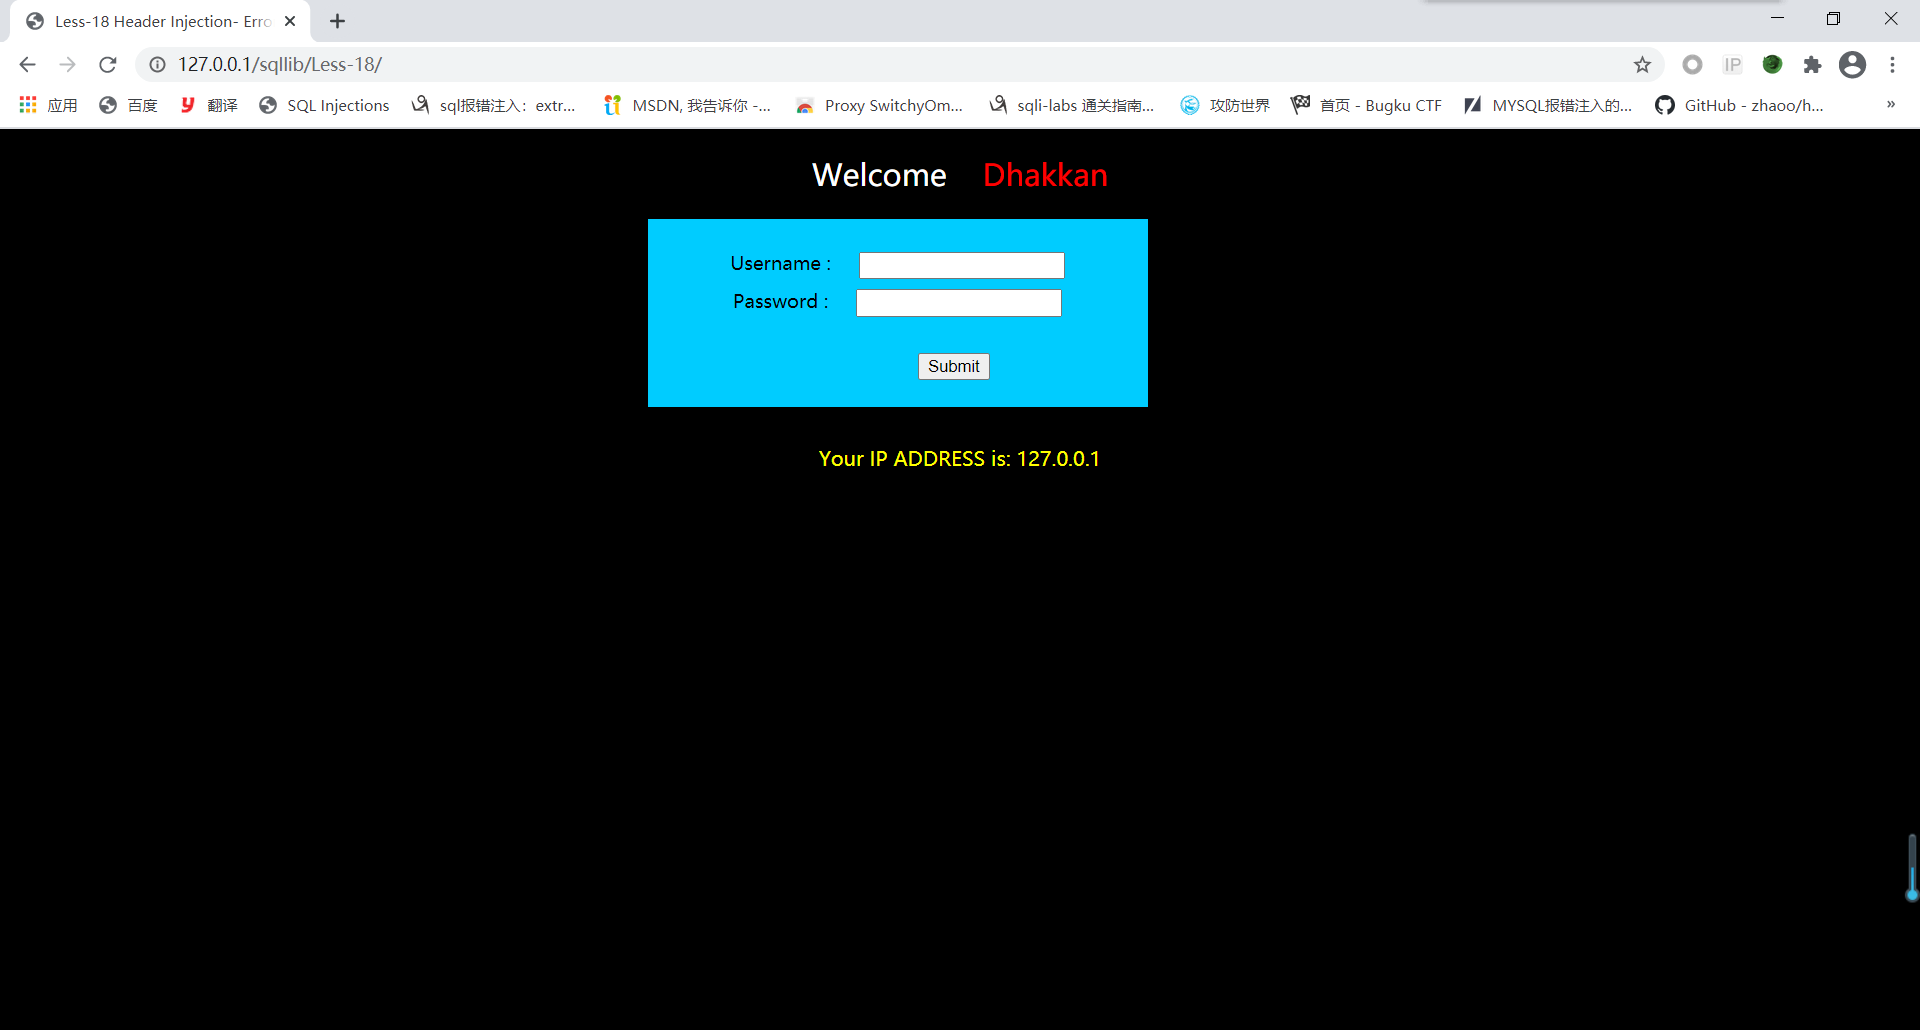 Less-18 Header Injection- Erro
127.0.0.1/sqllib/Less-18/
IP
应用 百度 翻译 SQL Injections sql报错注入：extr... MSDN, 我告诉你 -... Proxy SwitchyOm... sqli-labs 通关指南... 攻防世界 首页 - Bugku CTF MYSQL报错注入的... GitHub - zhaoo/h... »
Welcome Dhakkan
Username :
Password :
Submit
Your IP ADDRESS is: 127.0.0.1